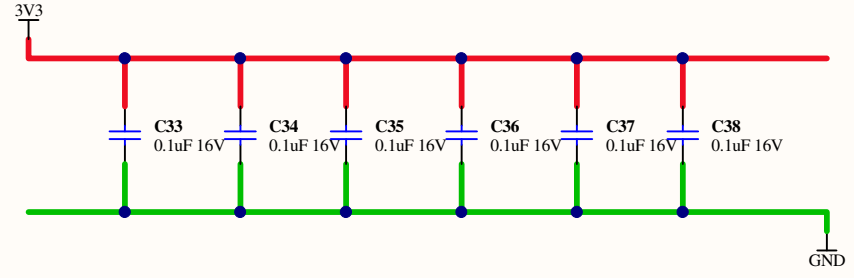 3V3
C33 C34 C35 C36 C37 C38
0.1uF 16V 0.1uF 16V 0.1uF 16V 0.1uF 16V 0.1uF 16V 0.1uF 16V
GND